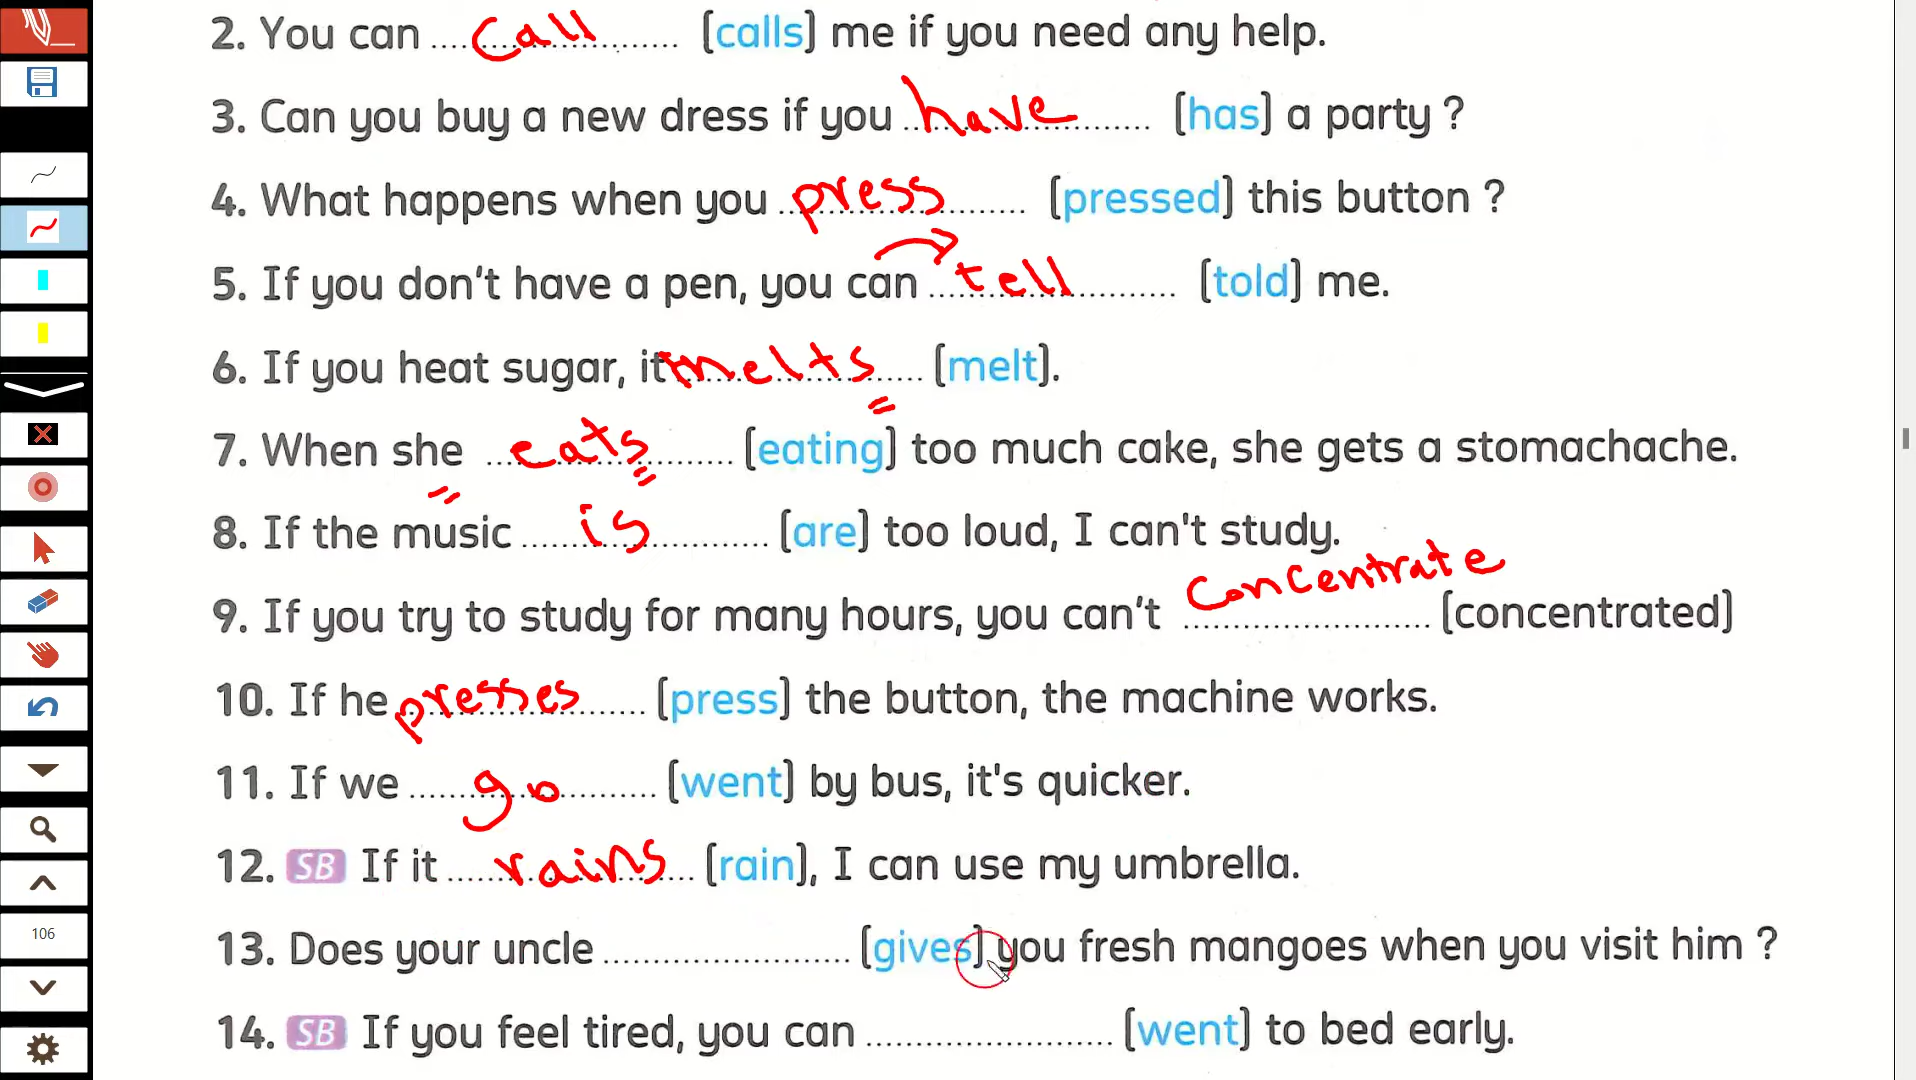 2. You can ........call........ [calls] me if you need any help.
3. Can you buy a new dress if you ..have........ [has] a party ?
4. What happens when you ..press........ [pressed] this button ?
5. If you don't have a pen, you can ..tell........ [told] me.
6. If you heat sugar, it melts..... [melt].
7. When she ..eats........ [eating] too much cake, she gets a stomachache.
8. If the music ......is.......... [are] too loud, I can't study.
concentrate
9. If you try to study for many hours, you can't .............................. [concentrated]
10. If he presses...... [press] the button, the machine works.
11. If we ......go.......... [went] by bus, it's quicker.
12. SB If it .....rains.. [rain], I can use my umbrella.
106
13. Does your uncle .............................. [gives] you fresh mangoes when you visit him ?
14. SB If you feel tired, you can .............................. [went] to bed early.